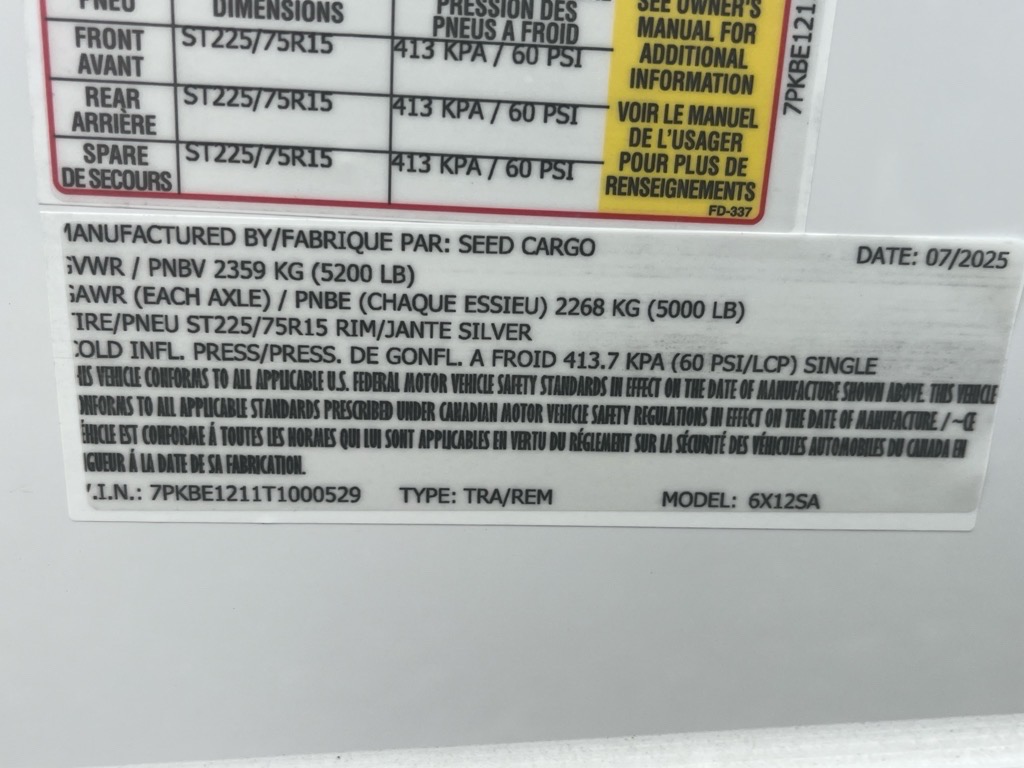 PNEU DIMENSIONS PRESSION DES PNEUS A FROID
FRONT AVANT ST225/75R15 413 KPA / 60 PSI
REAR ARRIÈRE ST225/75R15 413 KPA / 60 PSI
SPARE DE SECOURS ST225/75R15 413 KPA / 60 PSI
SEE OWNER'S
MANUAL FOR
ADDITIONAL
INFORMATION
VOIR LE MANUEL
DE L'USAGER
POUR PLUS DE
RENSEIGNEMENTS
FD-337
7PKBE121
MANUFACTURED BY/FABRIQUE PAR: SEED CARGO DATE: 07/2025
GVWR / PNBV 2359 KG (5200 LB)
GAWR (EACH AXLE) / PNBE (CHAQUE ESSIEU) 2268 KG (5000 LB)
TIRE/PNEU ST225/75R15 RIM/JANTE SILVER
COLD INFL. PRESS/PRESS. DE GONFL. A FROID 413.7 KPA (60 PSI/LCP) SINGLE
HIS VEHICLE CONFORMS TO ALL APPLICABLE U.S. FEDERAL MOTOR VEHICLE SAFETY STANDARDS IN EFFECT ON THE DATE OF MANUFACTURE SHOWN ABOVE. THIS VEHICLE
NFORMS TO ALL APPLICABLE STANDARDS PRESCRIBED UNDER CANADIAN MOTOR VEHICLE SAFETY REGULATIONS IN EFFECT ON THE DATE OF MANUFACTURE. / ~CE
ÉHICLE EST CONFORME Á TOUTES LES NORMES QUI LUI SONT APPLICABLES EN VERTU DU RÉGLEMENT SUR LA SÉCURITÉ DES VÉHICULES AUTOMOBILES DU CANADA EN
IGUEUR Á LA DATE DE SA FABRICATION.
V.I.N.: 7PKBE1211T1000529 TYPE: TRA/REM MODEL: 6X12SA